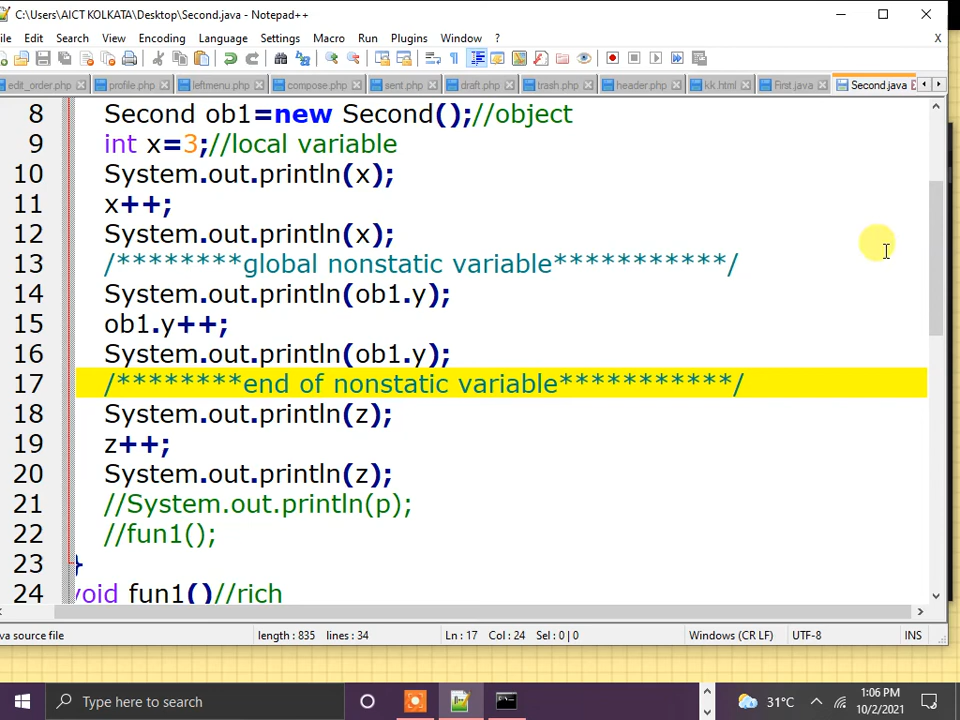 C:\Users\AICT KOLKATA\Desktop\Second.java - Notepad++
ile Edit Search View Encoding Language Settings Macro Run Plugins Window ? X
edit_order.php profile.php leftmenu.php compose.php sent.php draft.php trash.php header.php kk.html First.java Second.java
8 Second ob1=new Second();//object
9 int x=3;//local variable
10 System.out.println(x);
11 x++;
12 System.out.println(x);
13 /********global nonstatic variable***********/
14 System.out.println(ob1.y);
15 ob1.y++;
16 System.out.println(ob1.y);
17 /********end of nonstatic variable***********/
18 System.out.println(z);
19 z++;
20 System.out.println(z);
21 //System.out.println(p);
22 //fun1();
23 }
24 void fun1()//rich
va source file length : 835 lines : 34 Ln : 17 Col : 24 Sel : 0 | 0 Windows (CR LF) UTF-8 INS
Type here to search 31°C 1:06 PM
10/2/2021